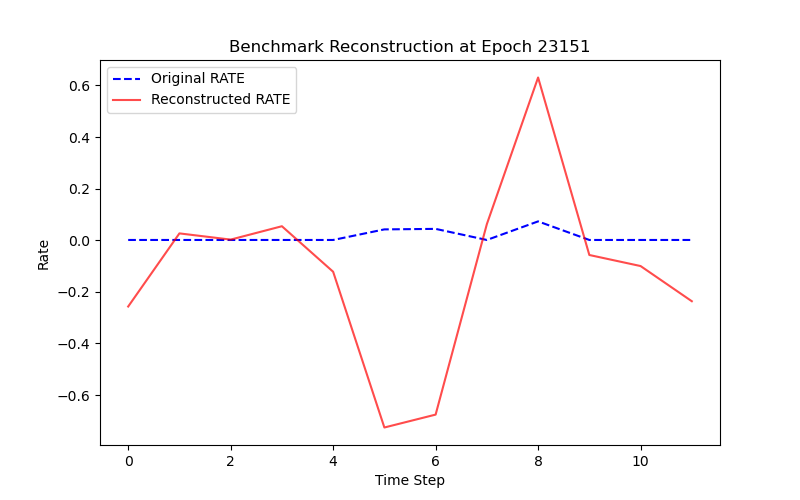 Benchmark Reconstruction at Epoch 23151
Original RATE
Reconstructed RATE
0.6
0.4
0.2
0.0
−0.2
−0.4
−0.6
Rate
0 2 4 6 8 10
Time Step